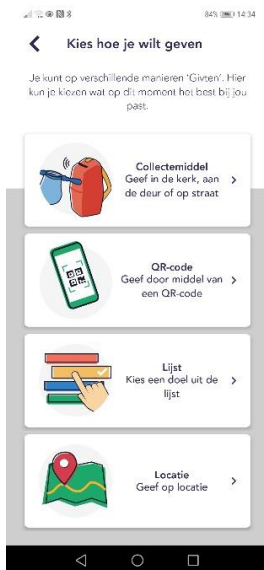 84% 14:34
Kies hoe je wilt geven
Je kunt op verschillende manieren 'Givten'. Hier
kun je kiezen wat op dit moment het best bij jou
past.
Collectemiddel
Geef in de kerk, aan
de deur of op straat
QR-code
Geef door middel van
een QR-code
Lijst
Kies een doel uit de
lijst
Locatie
Geef op locatie